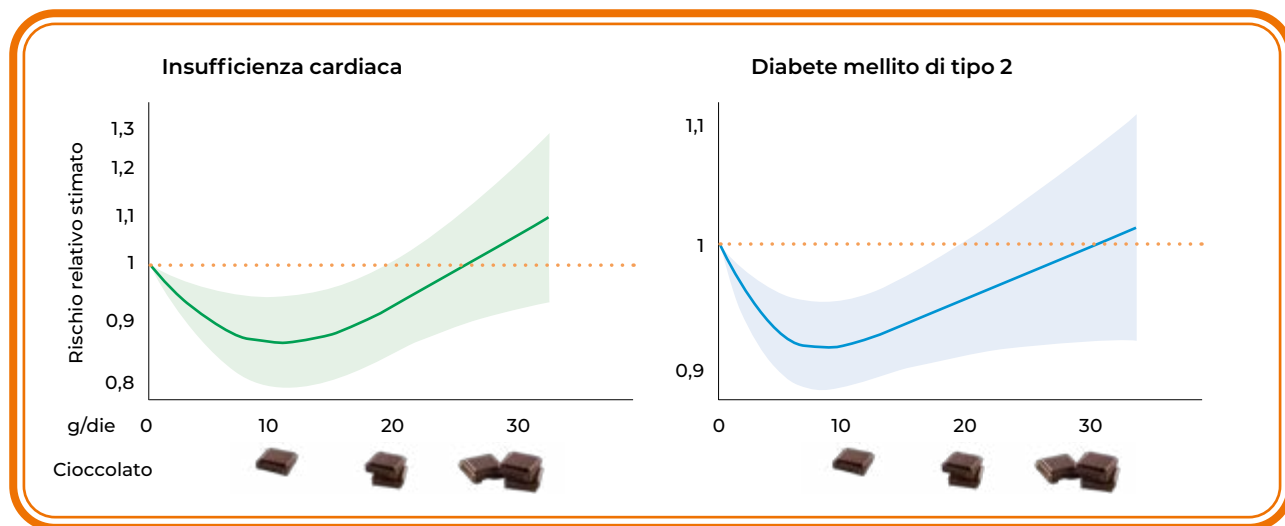 Insufficienza cardiaca
Rischio relativo stimato
1,3
1,2
1,1
1
0,9
0,8
g/die 0 10 20 30
Cioccolato
Diabete mellito di tipo 2
1,1
1
0,9
0 10 20 30